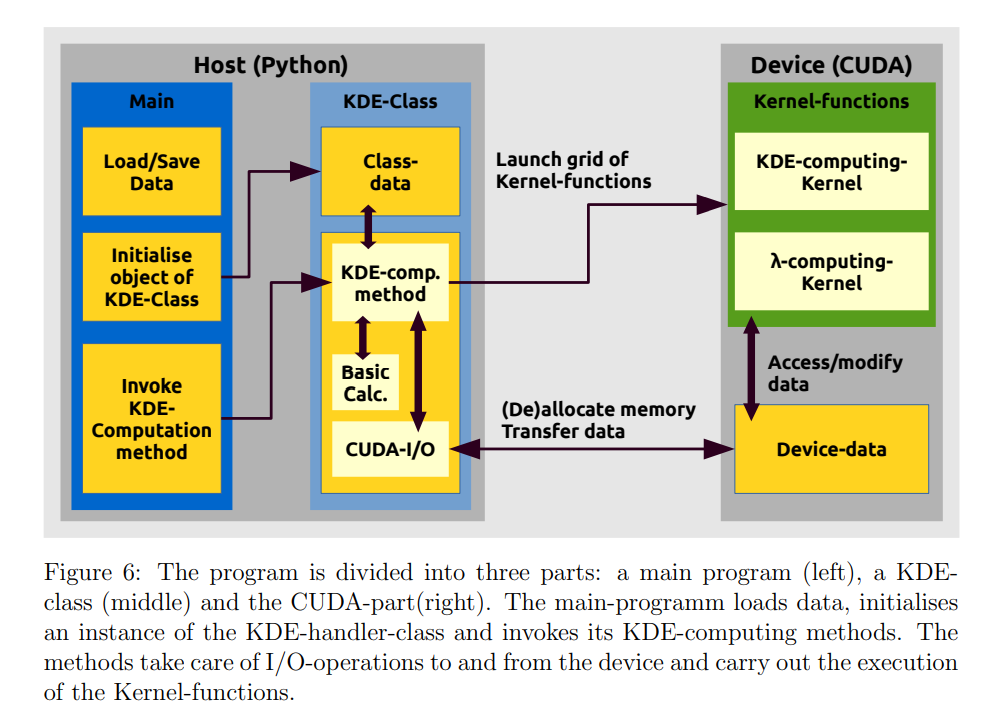 Host (Python)
Main
Load/Save
Data
Initialise
object of
KDE-Class
Invoke
KDE-
Computation
method
KDE-Class
Class-
data
KDE-comp.
method
Basic
Calc.
CUDA-I/O
Launch grid of
Kernel-functions
(De)allocate memory
Transfer data
Device (CUDA)
Kernel-functions
KDE-computing-
Kernel
λ-computing-
Kernel
Access/modify
data
Device-data
Figure 6: The program is divided into three parts: a main program (left), a KDE-
class (middle) and the CUDA-part(right). The main-programm loads data, initialises
an instance of the KDE-handler-class and invokes its KDE-computing methods. The
methods take care of I/O-operations to and from the device and carry out the execution
of the Kernel-functions.